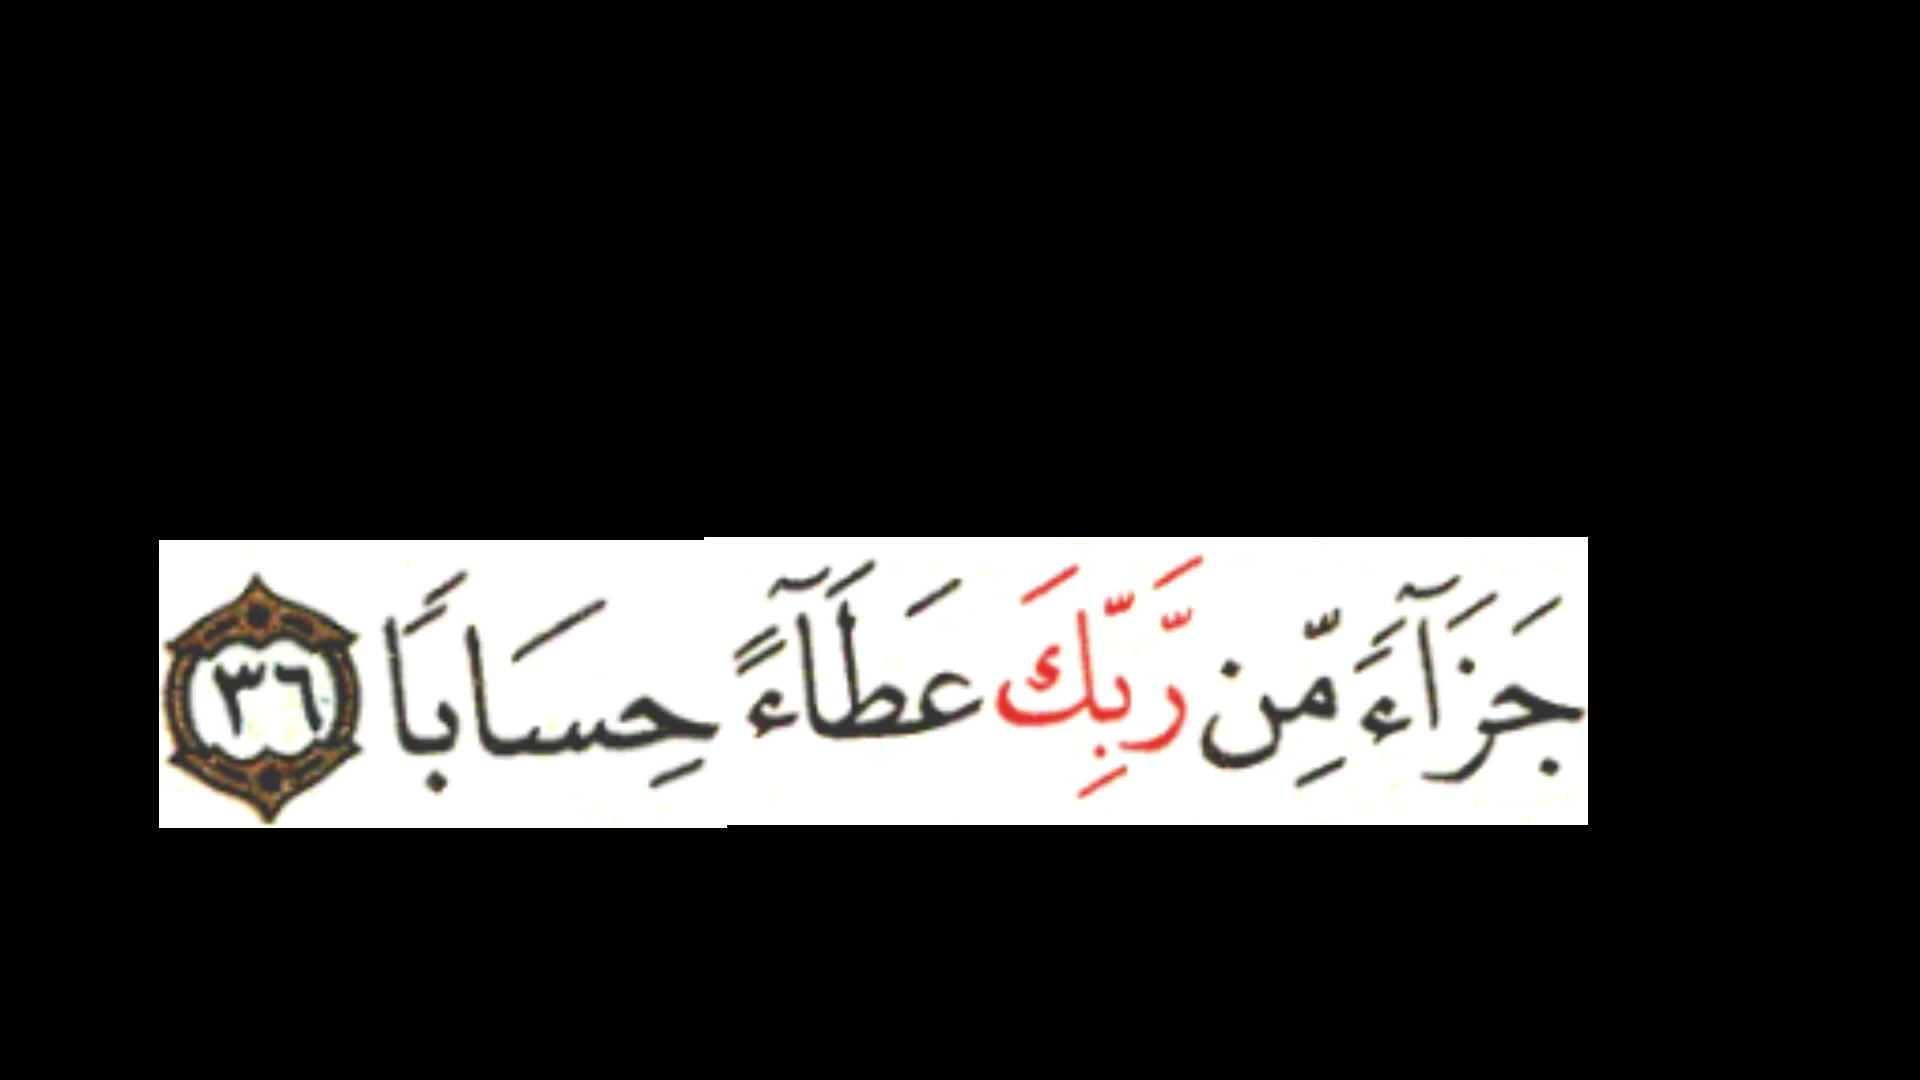 جَزَآءً مِّن رَّبِّكَ عَطَآءً حِسَابًا ٣٦